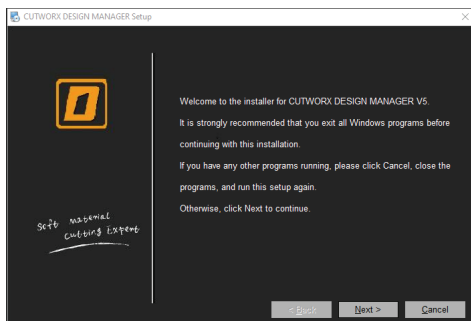 CUTWORX DESIGN MANAGER Setup
Welcome to the installer for CUTWORX DESIGN MANAGER V5.
It is strongly recommended that you exit all Windows programs before
continuing with this installation.
If you have any other programs running, please click Cancel, close the
programs, and run this setup again.
Otherwise, click Next to continue.
Soft material
Cutting Expert
< Back
Next >
Cancel